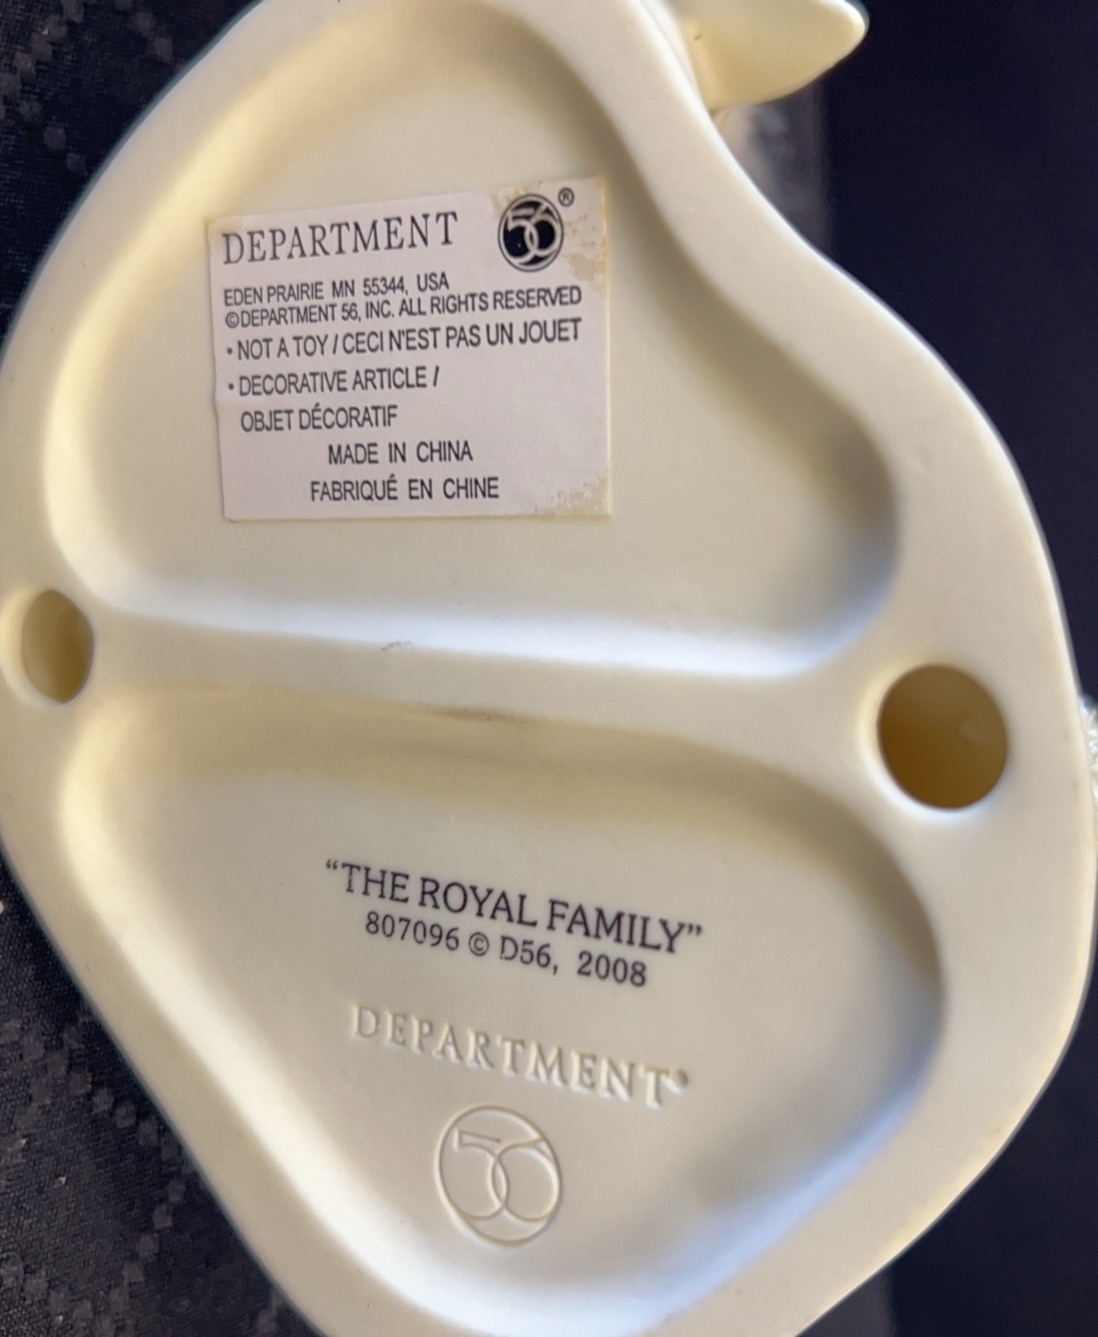 DEPARTMENT 56®
EDEN PRAIRIE MN 55344, USA
©DEPARTMENT 56, INC. ALL RIGHTS RESERVED
• NOT A TOY / CECI N'EST PAS UN JOUET
• DECORATIVE ARTICLE /
OBJET DÉCORATIF
MADE IN CHINA
FABRIQUÉ EN CHINE
“THE ROYAL FAMILY”
807096 © D56, 2008
DEPARTMENT®
56